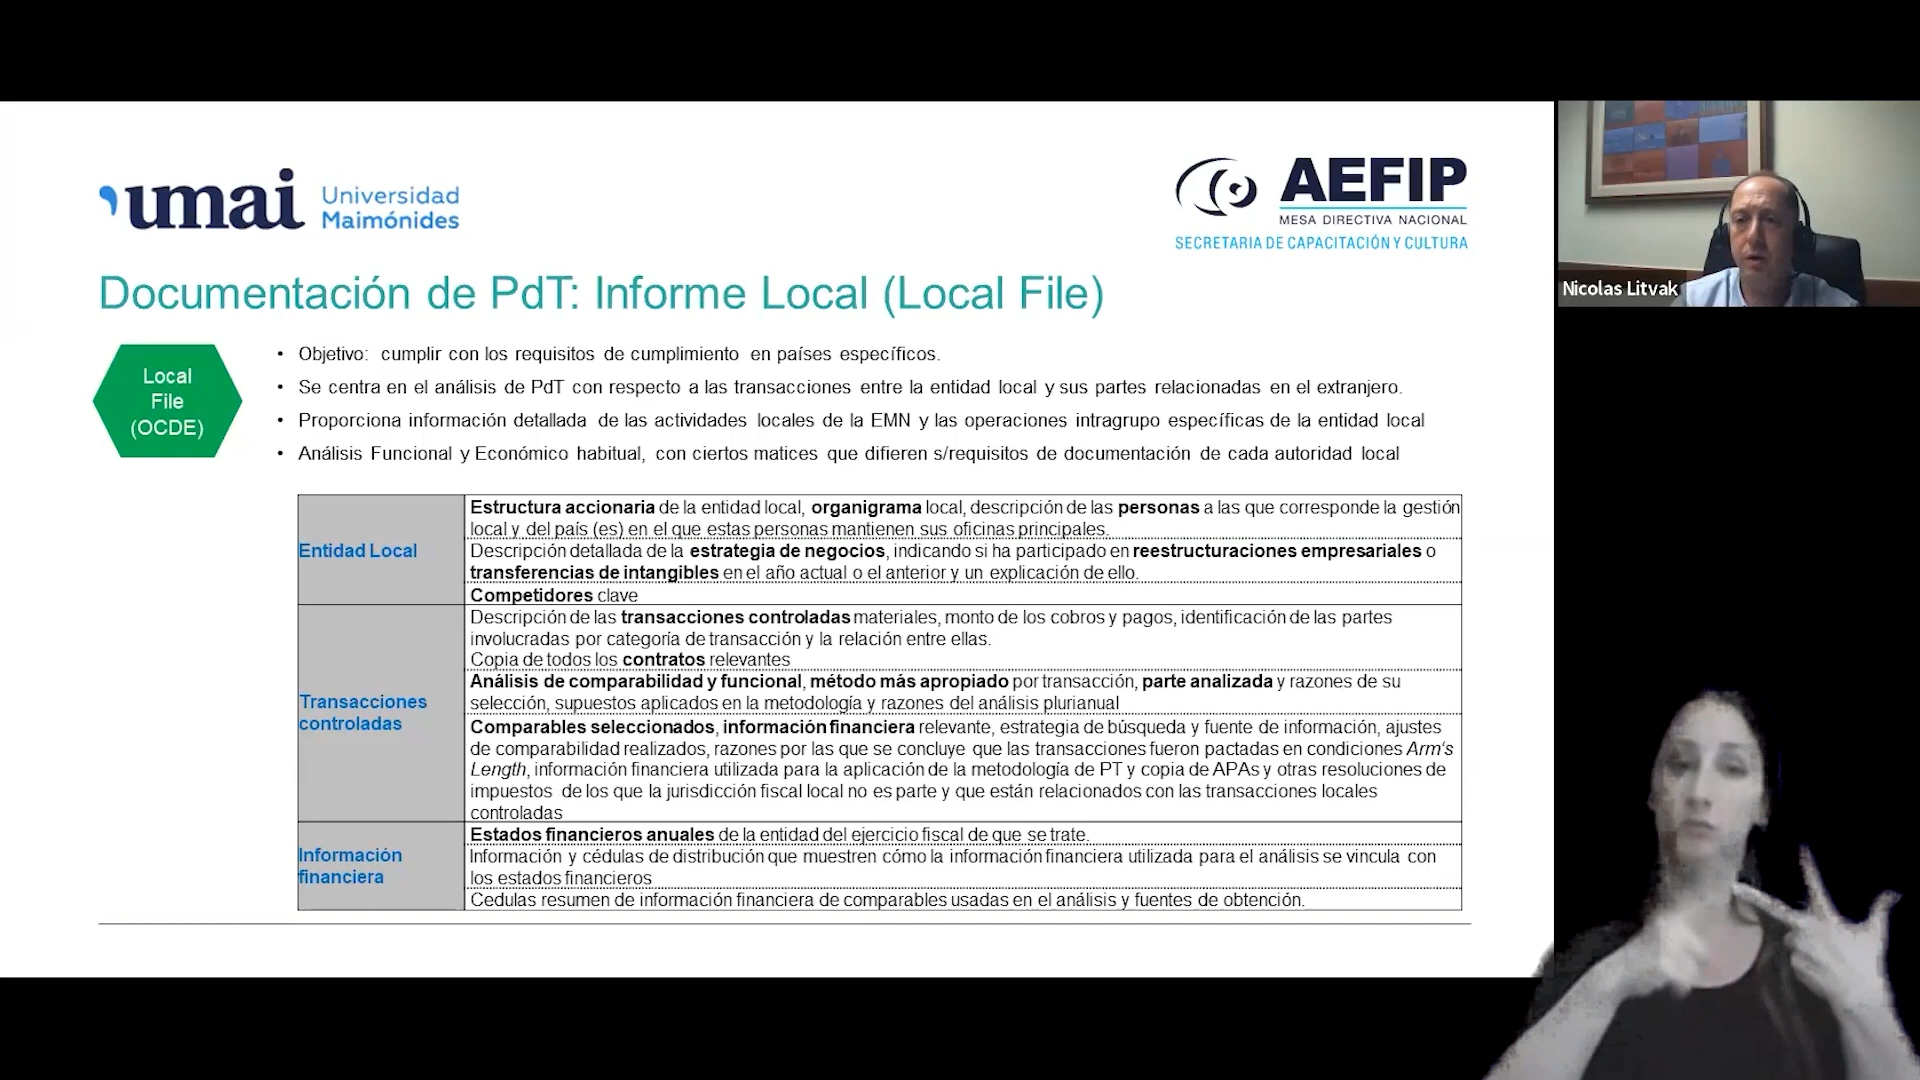 umai Universidad Maimónides
AEFIP
MESA DIRECTIVA NACIONAL
SECRETARIA DE CAPACITACIÓN Y CULTURA
Nicolas Litvak
Documentación de PdT: Informe Local (Local File)
Local
File
(OCDE)
• Objetivo: cumplir con los requisitos de cumplimiento en países específicos.
• Se centra en el análisis de PdT con respecto a las transacciones entre la entidad local y sus partes relacionadas en el extranjero.
• Proporciona información detallada de las actividades locales de la EMN y las operaciones intragrupo específicas de la entidad local
• Análisis Funcional y Económico habitual, con ciertos matices que difieren s/requisitos de documentación de cada autoridad local
Entidad Local
Estructura accionaria de la entidad local, organigrama local, descripción de las personas a las que corresponde la gestión
local y del país (es) en el que estas personas mantienen sus oficinas principales.
Descripción detallada de la estrategia de negocios, indicando si ha participado en reestructuraciones empresariales o
transferencias de intangibles en el año actual o el anterior y un explicación de ello.
Competidores clave
Transacciones
controladas
Descripción de las transacciones controladas materiales, monto de los cobros y pagos, identificación de las partes
involucradas por categoría de transacción y la relación entre ellas.
Copia de todos los contratos relevantes
Análisis de comparabilidad y funcional, método más apropiado por transacción, parte analizada y razones de su
selección, supuestos aplicados en la metodología y razones del análisis plurianual
Comparables seleccionados, información financiera relevante, estrategia de búsqueda y fuente de información, ajustes
de comparabilidad realizados, razones por las que se concluye que las transacciones fueron pactadas en condiciones Arm's
Length, información financiera utilizada para la aplicación de la metodología de PT y copia de APAs y otras resoluciones de
impuestos de los que la jurisdicción fiscal local no es parte y que están relacionados con las transacciones locales
controladas
Información
financiera
Estados financieros anuales de la entidad del ejercicio fiscal de que se trate.
Información y cédulas de distribución que muestren cómo la información financiera utilizada para el análisis se vincula con
los estados financieros
Cedulas resumen de información financiera de comparables usadas en el análisis y fuentes de obtención.